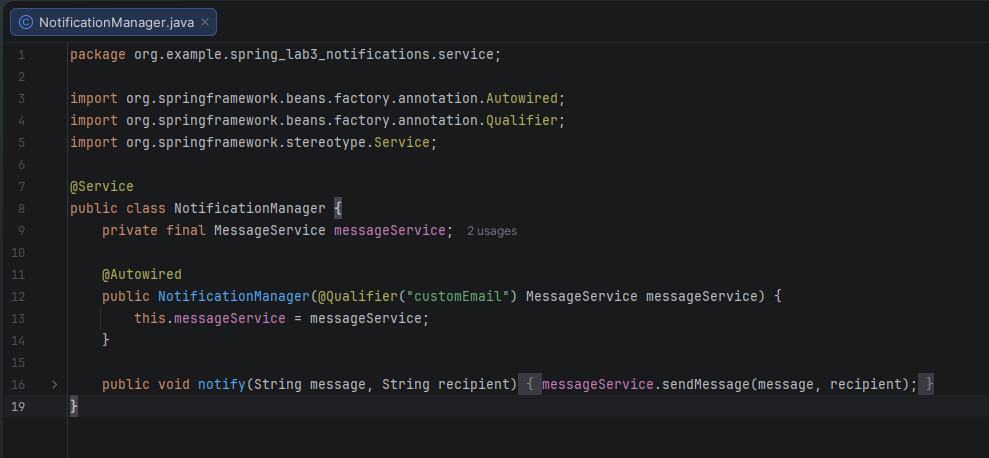 NotificationManager.java ×
1 package org.example.spring_lab3_notifications.service;
2
3 import org.springframework.beans.factory.annotation.Autowired;
4 import org.springframework.beans.factory.annotation.Qualifier;
5 import org.springframework.stereotype.Service;
6
7 @Service
8 public class NotificationManager {
9     private final MessageService messageService; 2 usages
10
11     @Autowired
12     public NotificationManager(@Qualifier("customEmail") MessageService messageService) {
13         this.messageService = messageService;
14     }
15
16     public void notify(String message, String recipient) { messageService.sendMessage(message, recipient); }
19 }